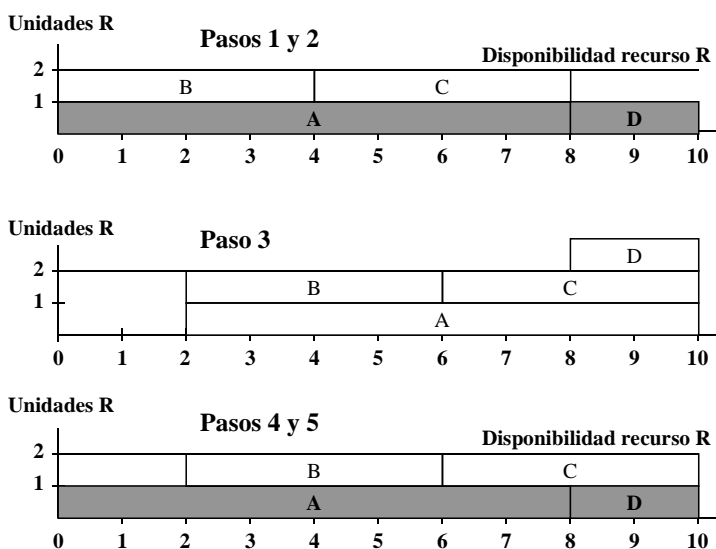 Unidades R
Pasos 1 y 2
Disponibilidad recurso R
2
B C
1
A D
0 1 2 3 4 5 6 7 8 9 10
Unidades R
Paso 3
D
2
B C
1
A
0 1 2 3 4 5 6 7 8 9 10
Unidades R
Pasos 4 y 5
Disponibilidad recurso R
2
B C
1
A D
0 1 2 3 4 5 6 7 8 9 10